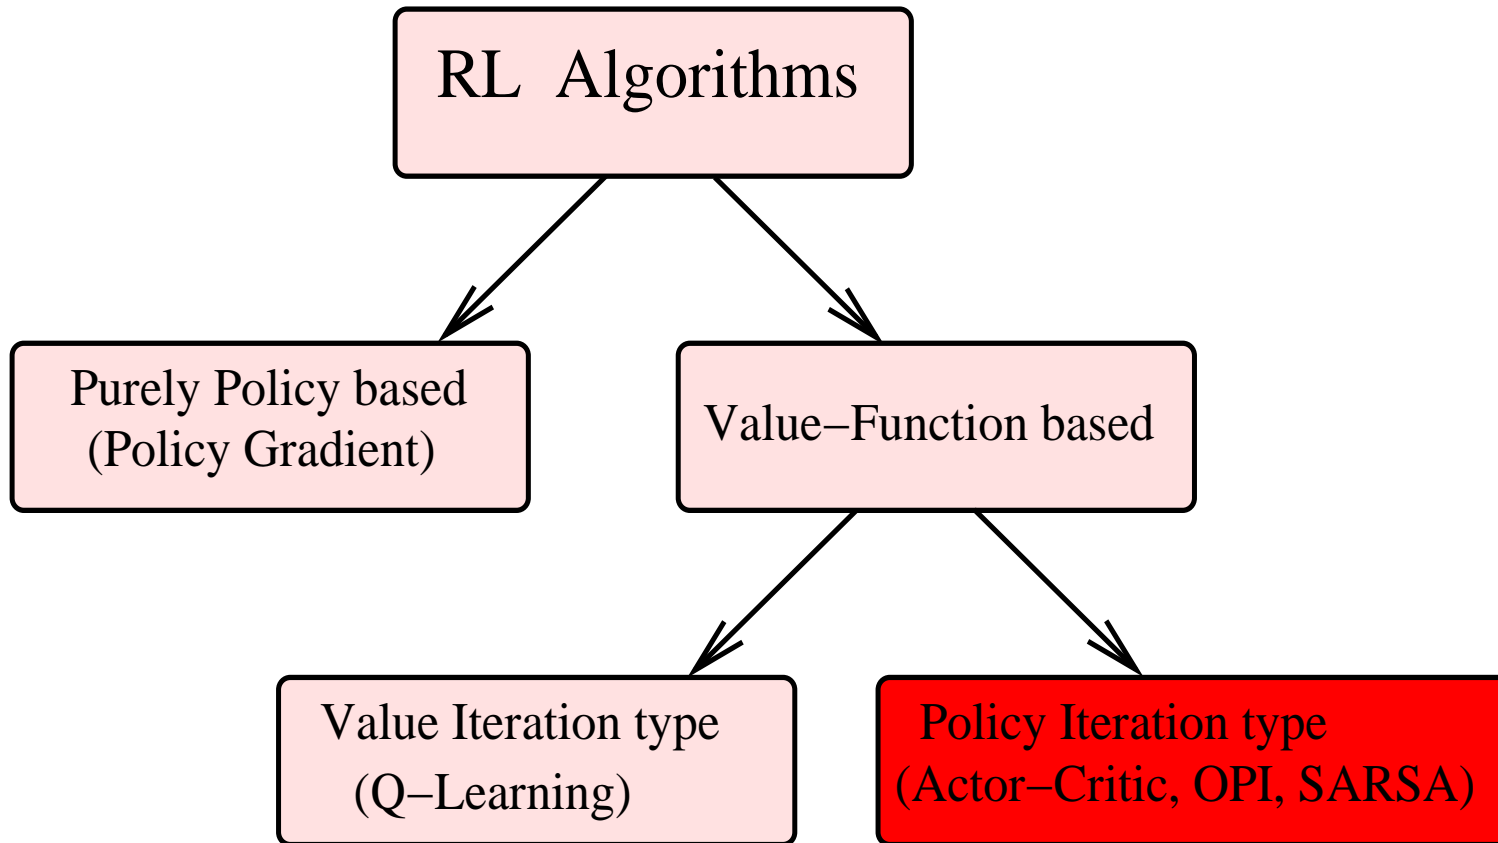 RL Algorithms
Purely Policy based
(Policy Gradient)
Value−Function based
Value Iteration type
(Q−Learning)
Policy Iteration type
(Actor−Critic, OPI, SARSA)